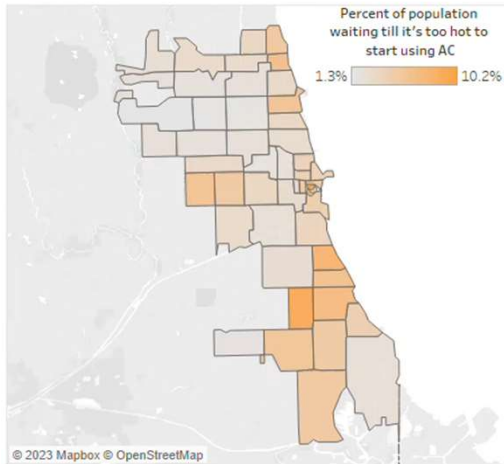 Percent of population
waiting till it's too hot to
start using AC
1.3% 10.2%
© 2023 Mapbox © OpenStreetMap